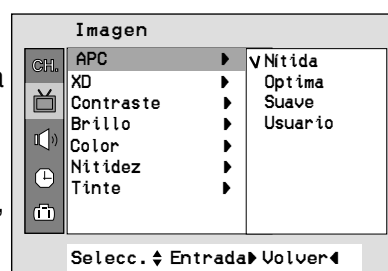 Imagen
CH.
APC
XD
Contraste
Brillo
Color
Nitidez
Tinte
√ Nítida
Optima
Suave
Usuario
Selecc. Entrada Volver